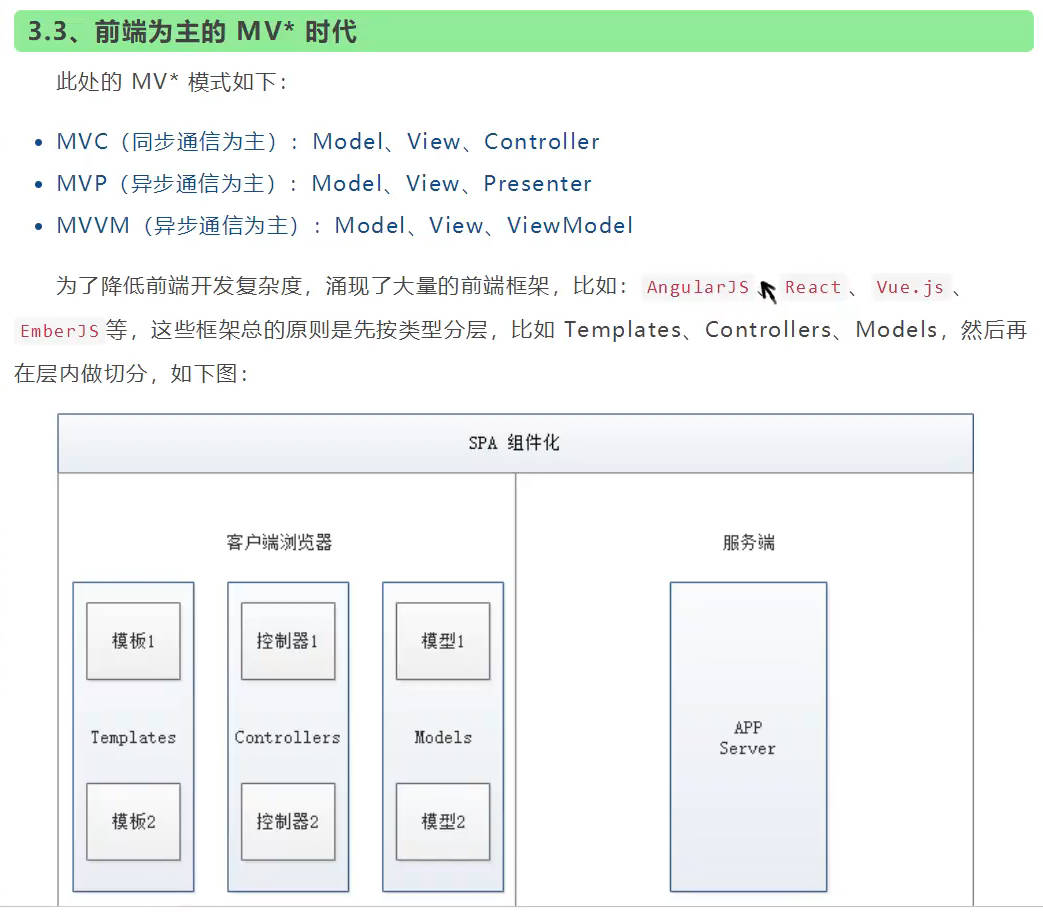 3.3、前端为主的 MV* 时代
此处的 MV* 模式如下：
MVC（同步通信为主）：Model、View、Controller
MVP（异步通信为主）：Model、View、Presenter
MVVM（异步通信为主）：Model、View、ViewModel
为了降低前端开发复杂度，涌现了大量的前端框架，比如：AngularJS React、Vue.js、
EmberJS等，这些框架总的原则是先按类型分层，比如 Templates、Controllers、Models，然后再
在层内做切分，如下图：
SPA 组件化
客户端浏览器
服务端
模板1
控制器1
模型1
Templates
Controllers
Models
APP
Server
模板2
控制器2
模型2